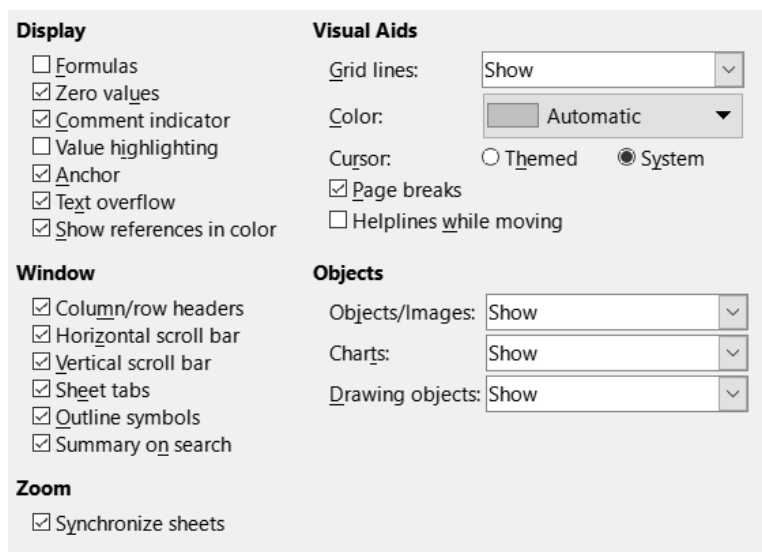 Display
Formulas
Zero values
Comment indicator
Value highlighting
Anchor
Text overflow
Show references in color
Window
Column/row headers
Horizontal scroll bar
Vertical scroll bar
Sheet tabs
Outline symbols
Summary on search
Zoom
Synchronize sheets
Visual Aids
Grid lines: Show
Color: Automatic
Cursor: Themed System
Page breaks
Helplines while moving
Objects
Objects/Images: Show
Charts: Show
Drawing objects: Show